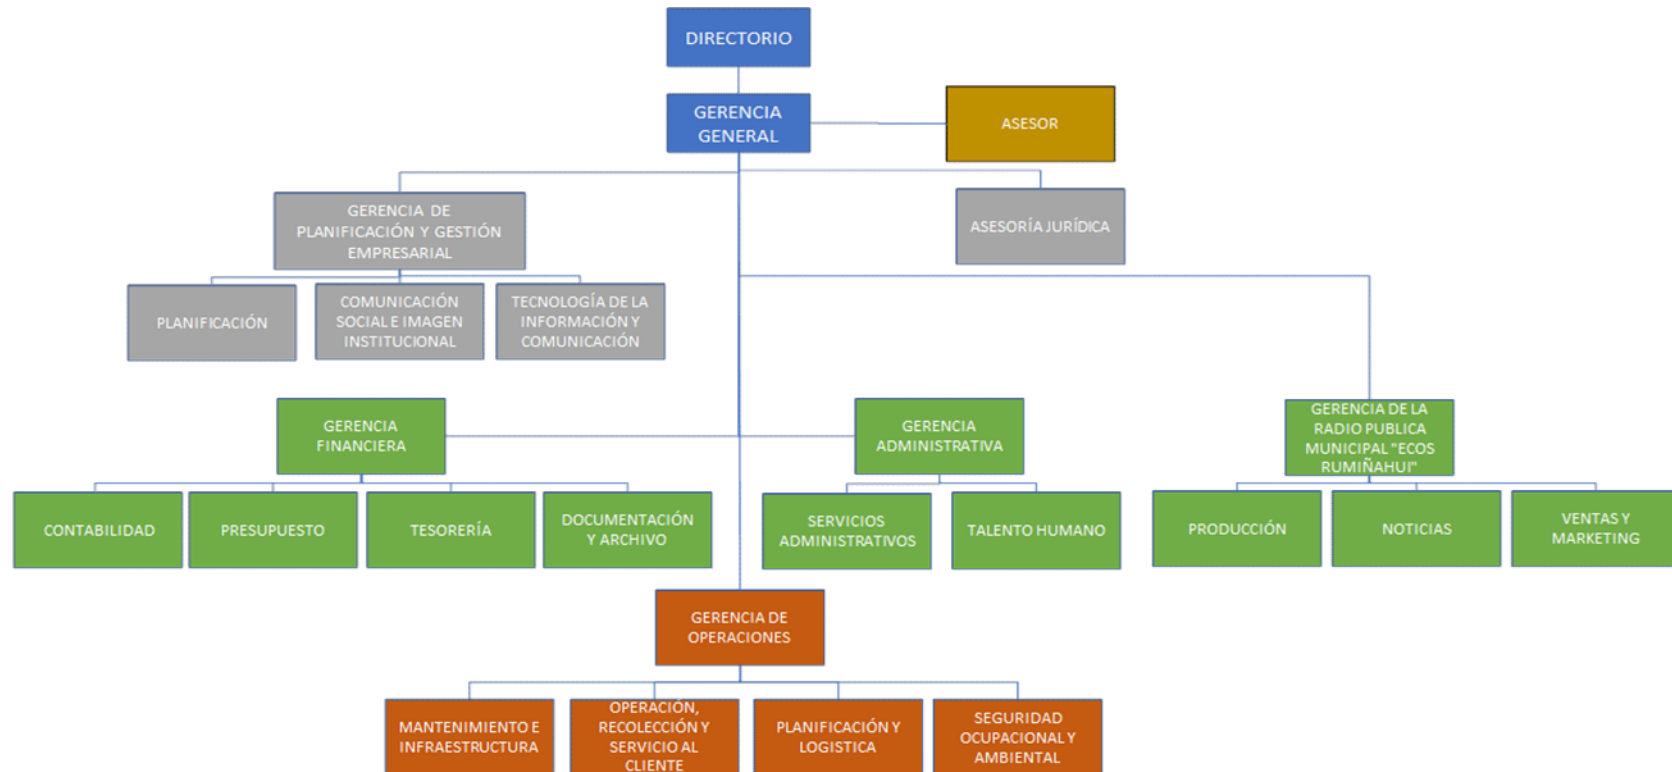 DIRECTORIO
GERENCIA
GENERAL
ASESOR
GERENCIA DE
PLANIFICACIÓN Y GESTIÓN
EMPRESARIAL
ASESORÍA JURÍDICA
PLANIFICACIÓN
COMUNICACIÓN
SOCIAL E IMAGEN
INSTITUCIONAL
TECNOLOGÍA DE LA
INFORMACIÓN Y
COMUNICACIÓN
GERENCIA
FINANCIERA
GERENCIA
ADMINISTRATIVA
GERENCIA DE LA
RADIO PUBLICA
MUNICIPAL "ECOS
RUMIÑAHUI"
CONTABILIDAD
PRESUPUESTO
TESORERÍA
DOCUMENTACIÓN
Y ARCHIVO
SERVICIOS
ADMINISTRATIVOS
TALENTO HUMANO
PRODUCCIÓN
NOTICIAS
VENTAS Y
MARKETING
GERENCIA DE
OPERACIONES
MANTENIMIENTO E
INFRAESTRUCTURA
OPERACIÓN,
RECOLECCIÓN Y
SERVICIO AL
CLIENTE
PLANIFICACIÓN Y
LOGISTICA
SEGURIDAD
OCUPACIONAL Y
AMBIENTAL